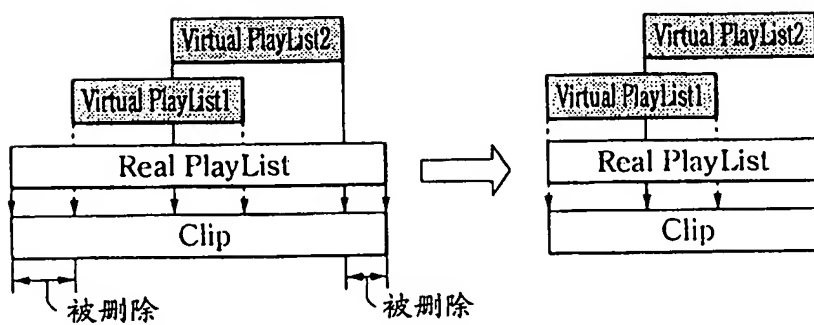 Virtual PlayList2
Virtual PlayList1
Real PlayList
Clip
被删除
被删除
Virtual PlayList2
Virtual PlayList1
Real PlayList
Clip